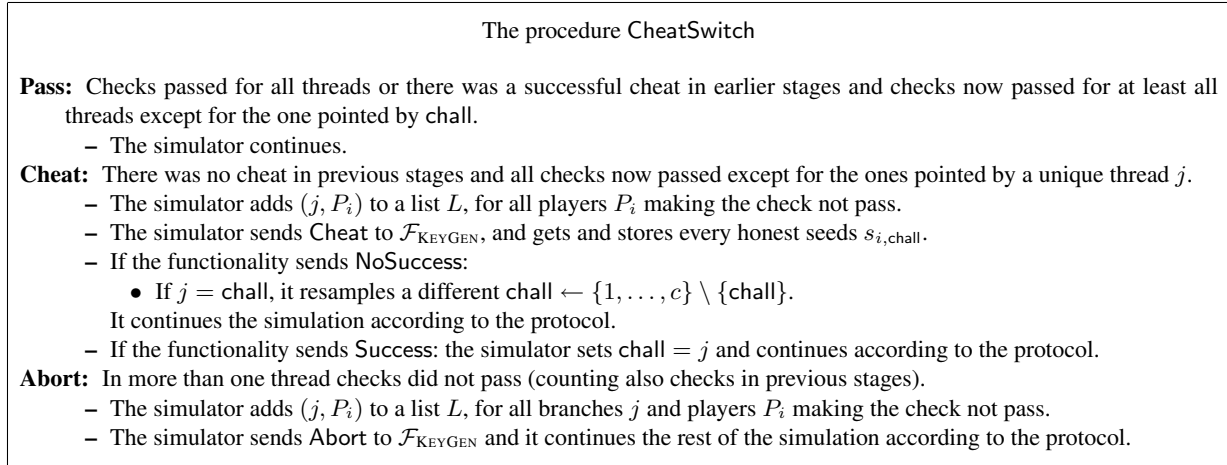 The procedure CheatSwitch
Pass: Checks passed for all threads or there was a successful cheat in earlier stages and checks now passed for at least all
threads except for the one pointed by chall.
– The simulator continues.
Cheat: There was no cheat in previous stages and all checks now passed except for the ones pointed by a unique thread j.
– The simulator adds (j, P_i) to a list L, for all players P_i making the check not pass.
– The simulator sends Cheat to F_KEYGEN, and gets and stores every honest seeds s_{i,chall}.
– If the functionality sends NoSuccess:
• If j = chall, it resamples a different chall ← {1, . . . , c} \ {chall}.
It continues the simulation according to the protocol.
– If the functionality sends Success: the simulator sets chall = j and continues according to the protocol.
Abort: In more than one thread checks did not pass (counting also checks in previous stages).
– The simulator adds (j, P_i) to a list L, for all branches j and players P_i making the check not pass.
– The simulator sends Abort to F_KEYGEN and it continues the rest of the simulation according to the protocol.